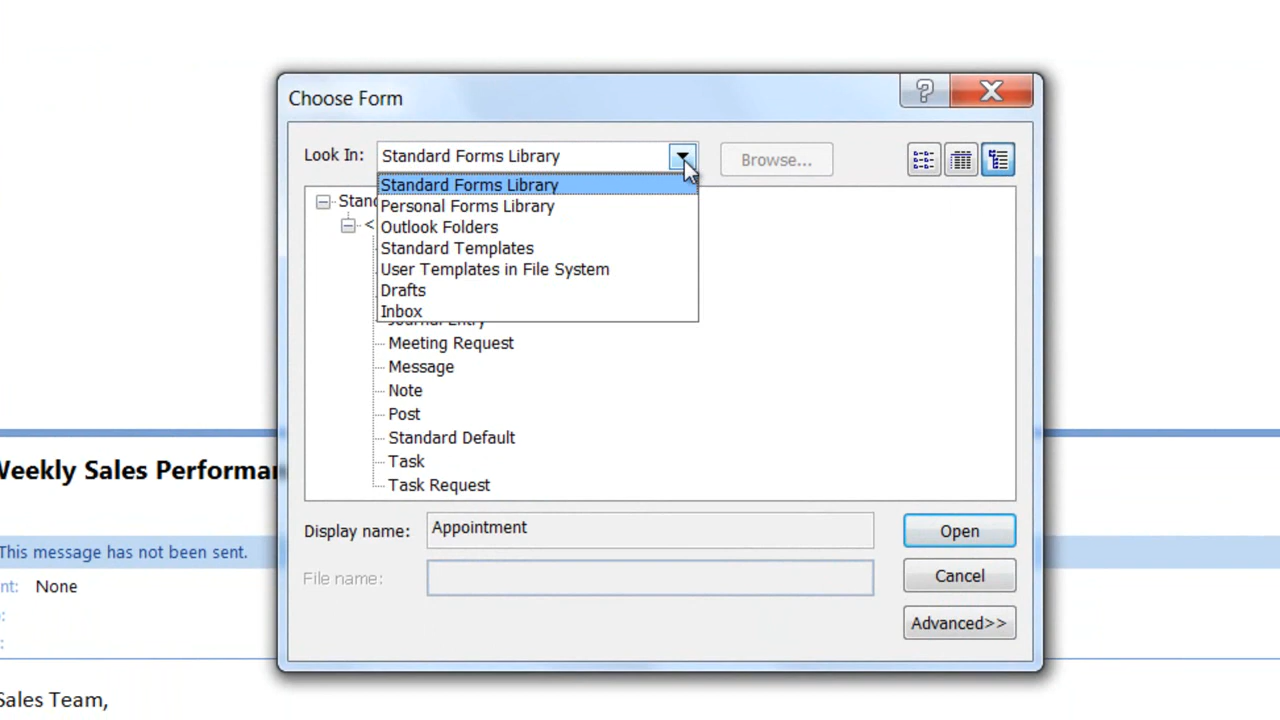 Choose Form
Look In: Standard Forms Library Browse...
Standard Forms Library
Personal Forms Library
Outlook Folders
Standard Templates
User Templates in File System
Drafts
Inbox
Meeting Request
Message
Note
Post
Standard Default
Task
Task Request
Display name: Appointment
File name:
Open
Cancel
Advanced>>
Weekly Sales
This message has not been sent.
None
Sales Team,